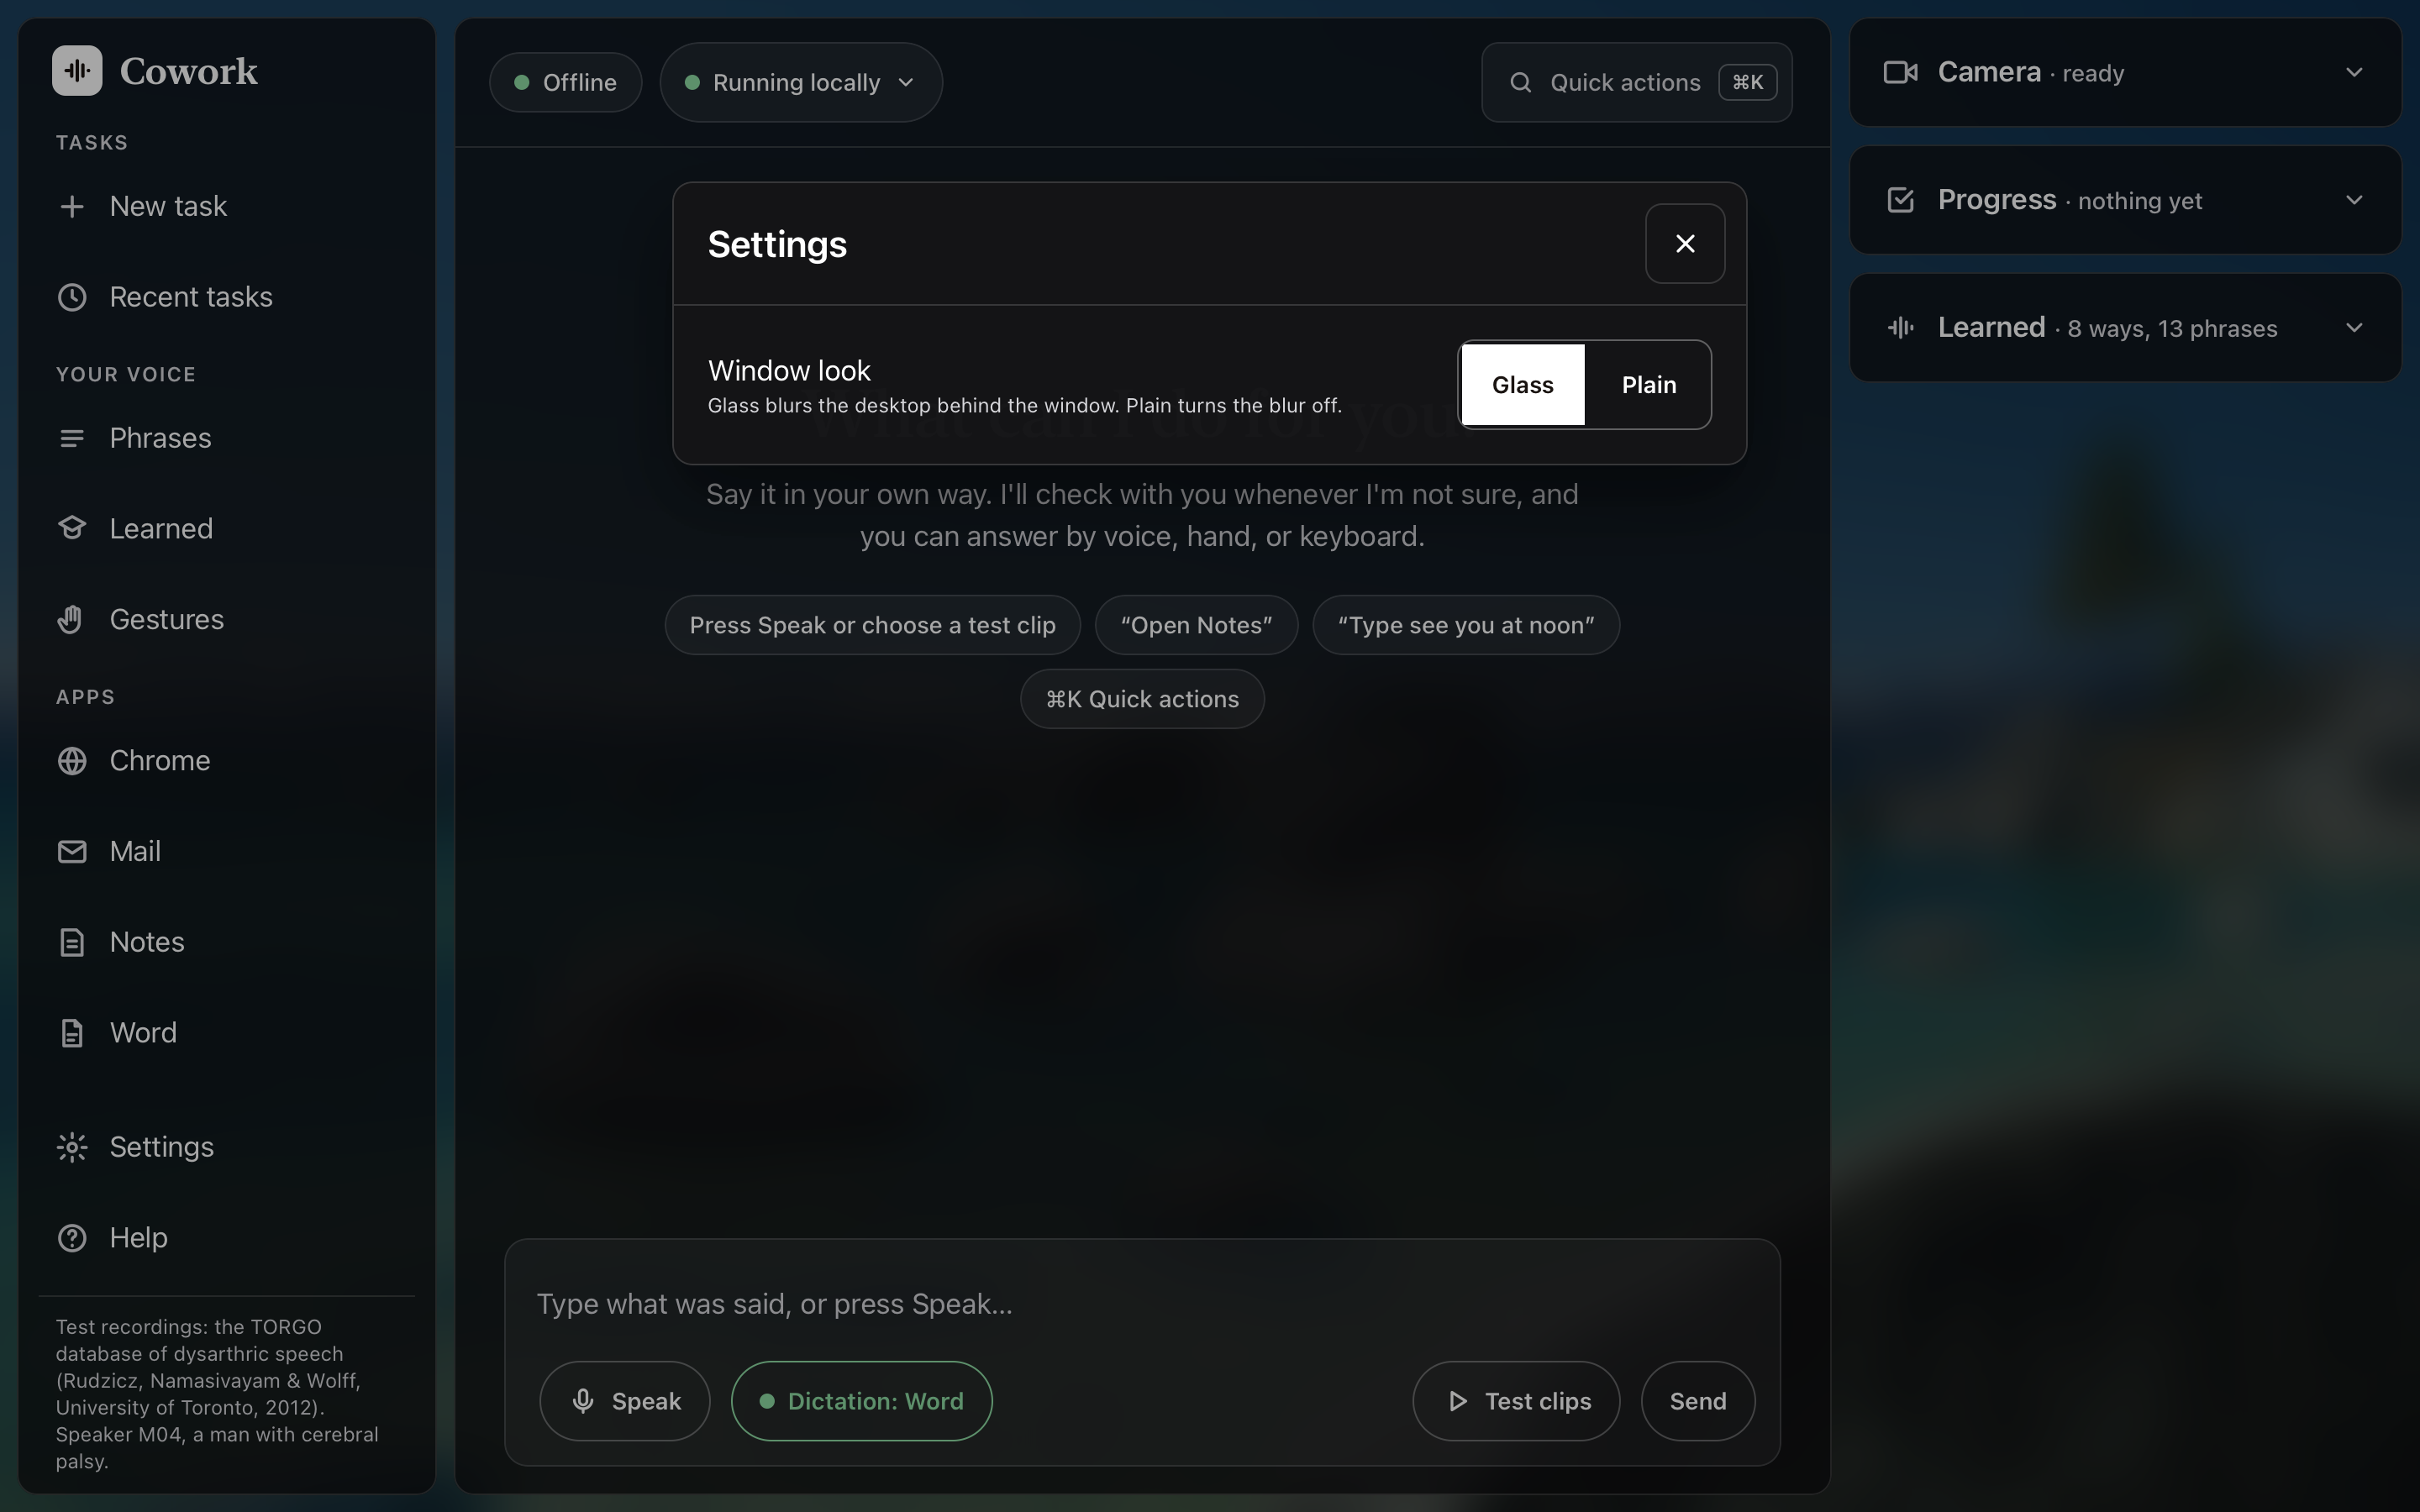 Cowork
TASKS
New task
Recent tasks
YOUR VOICE
Phrases
Learned
Gestures
APPS
Chrome
Mail
Notes
Word
Settings
Help
Test recordings: the TORGO
database of dysarthric speech
(Rudzicz, Namasivayam & Wolff,
University of Toronto, 2012).
Speaker M04, a man with cerebral
palsy.
Offline
Running locally
Quick actions ⌘K
Settings
Window look
Glass blurs the desktop behind the window. Plain turns the blur off.
Glass Plain
What can I do for you
Say it in your own way. I'll check with you whenever I'm not sure, and
you can answer by voice, hand, or keyboard.
Press Speak or choose a test clip
“Open Notes”
“Type see you at noon”
⌘K Quick actions
Type what was said, or press Speak...
Speak
Dictation: Word
Test clips
Send
Camera · ready
Progress · nothing yet
Learned · 8 ways, 13 phrases